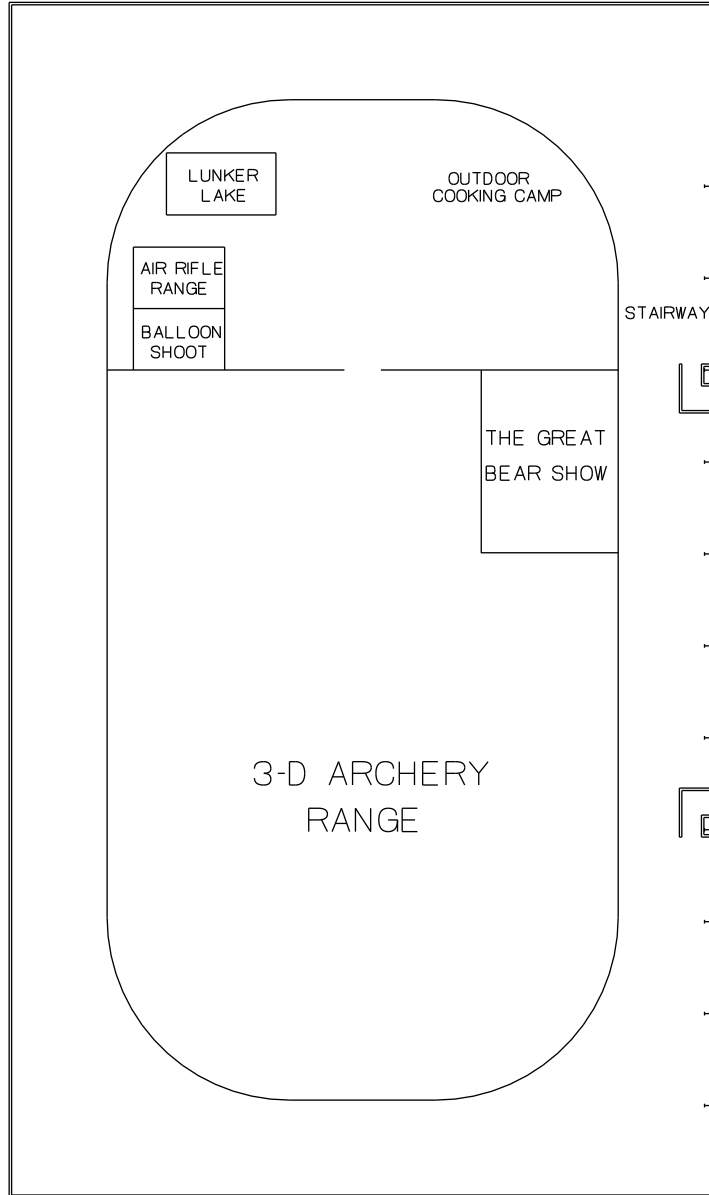 LUNKER
LAKE
OUTDOOR
COOKING CAMP
AIR RIFLE
RANGE
BALLOON
SHOOT
STAIRWAY
THE GREAT
BEAR SHOW
3-D ARCHERY
RANGE